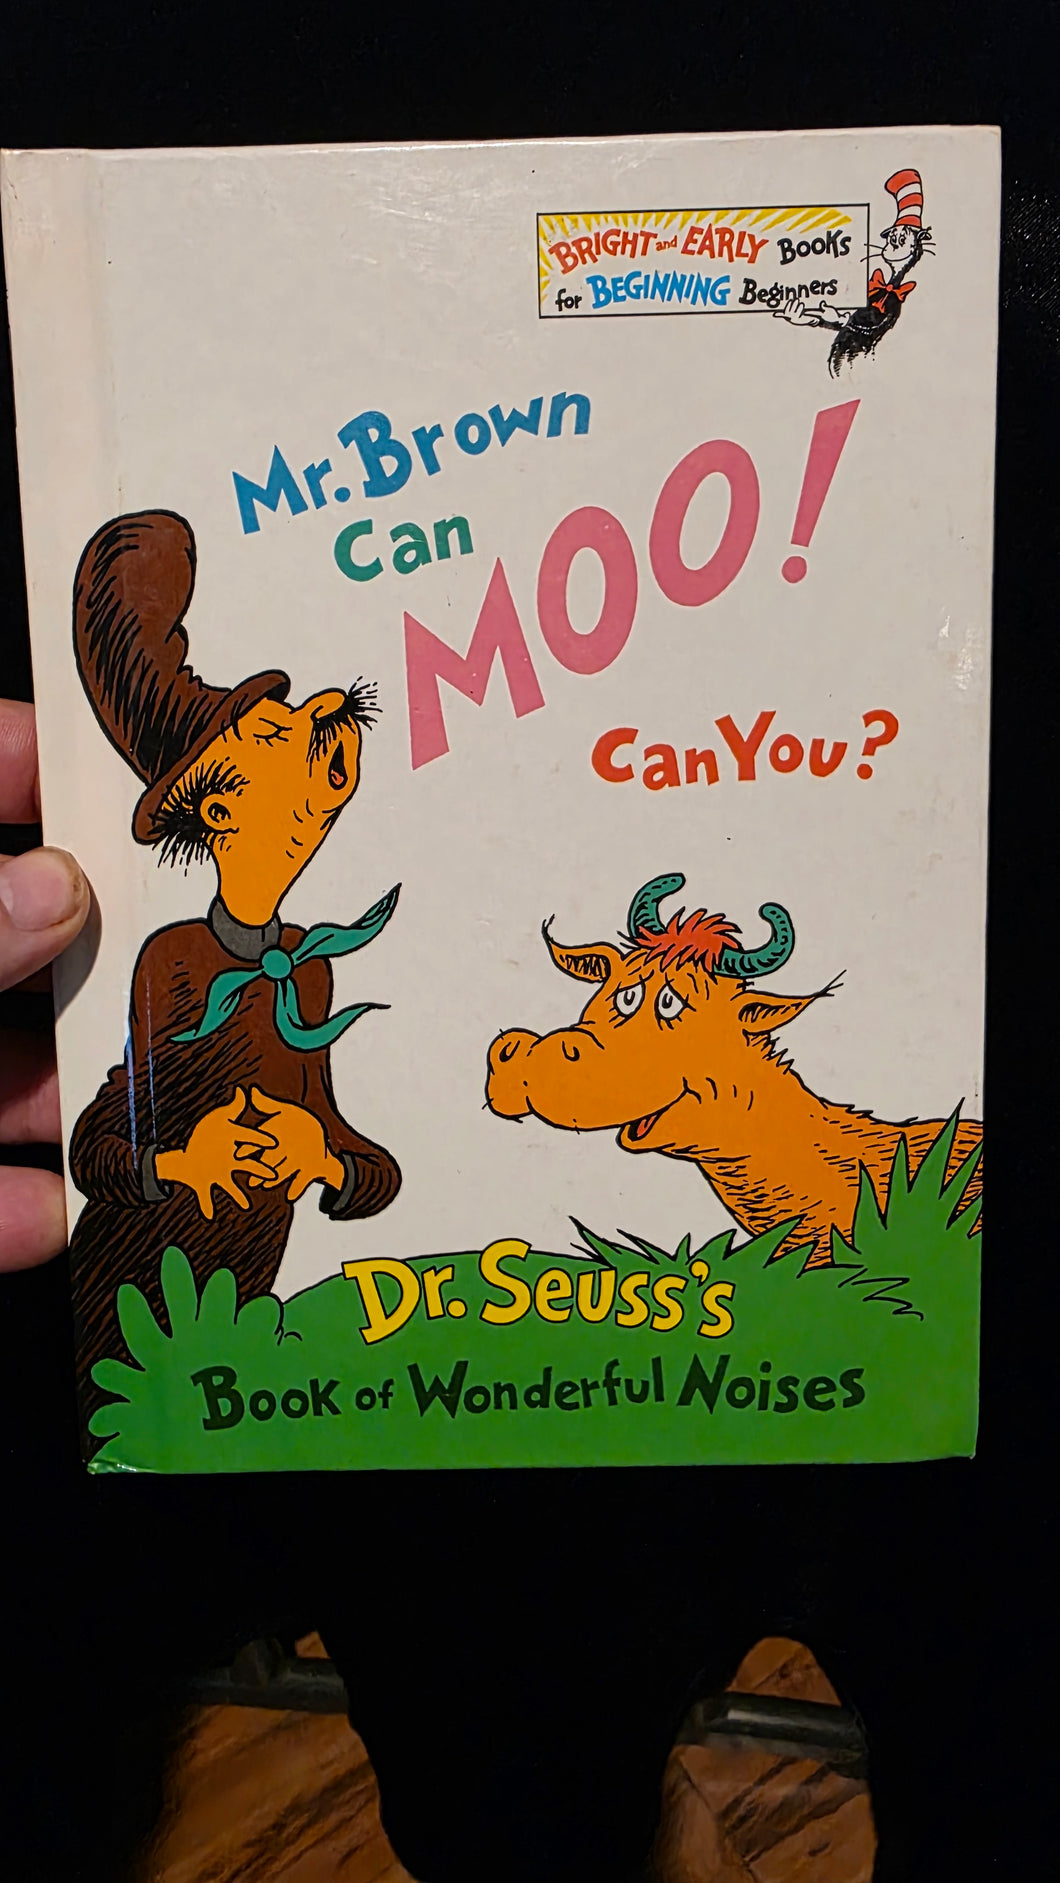 BRIGHT and EARLY BOOKS
for BEGINNING Beginners
Mr. Brown
Can
MOO!
Can You?
Dr. Seuss's
Book of Wonderful Noises